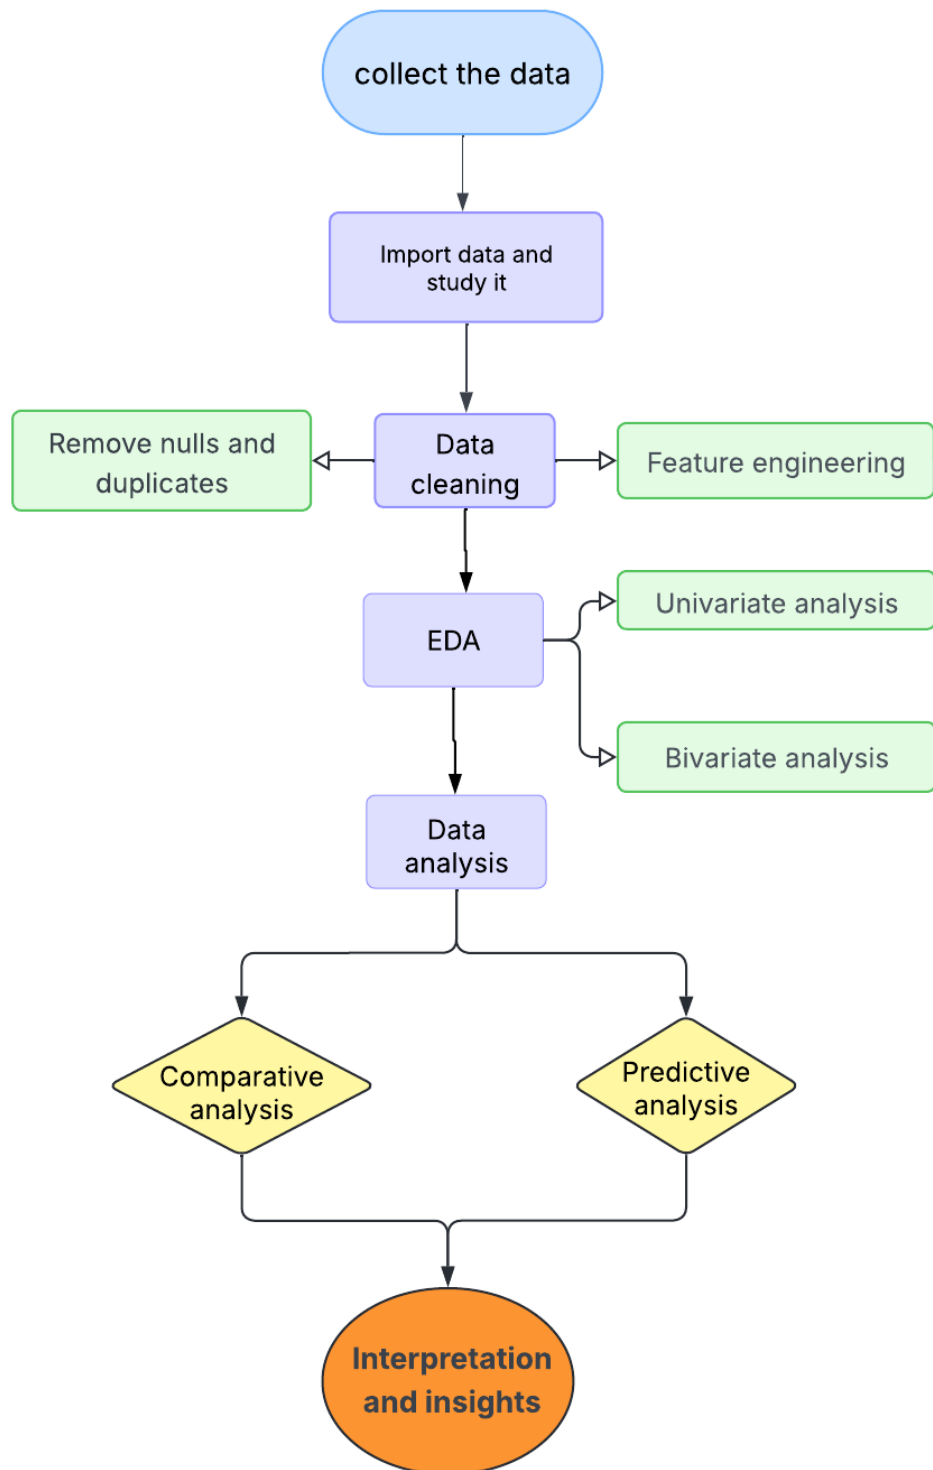 collect the data
Import data and
study it
Remove nulls and
duplicates
Data
cleaning
Feature engineering
EDA
Univariate analysis
Bivariate analysis
Data
analysis
Comparative
analysis
Predictive
analysis
Interpretation
and insights